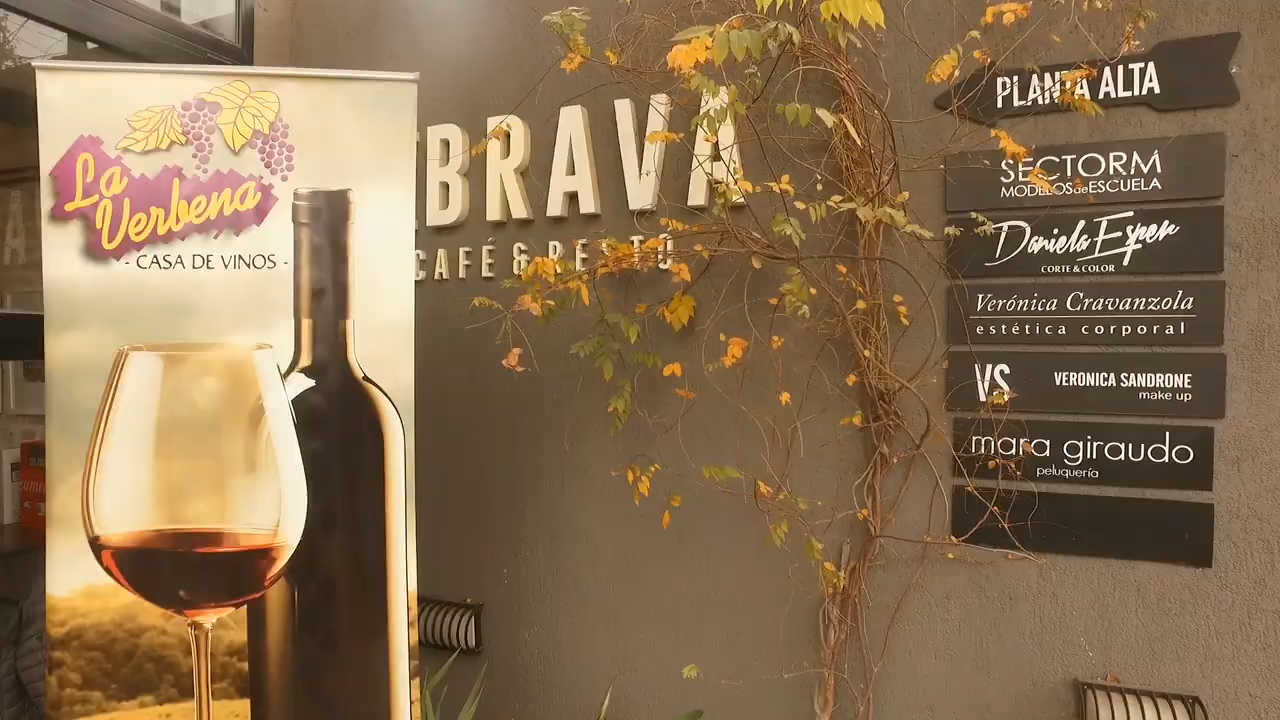 La
Verbena
- CASA DE VINOS -
BRAVA
CAFÉ & RESTO
PLANTA ALTA
SECTORM
MODELOS de ESCUELA
Daniela Esper
CORTE & COLOR
Verónica Cravanzola
estética corporal
VS VERONICA SANDRONE
make up
mara giraudo
peluquería